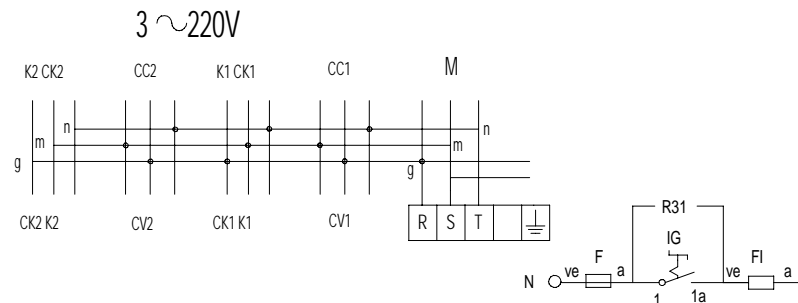 3 ~220V
K2 CK2 CC2 K1 CK1 CC1 M
n n
m m
g g
CK2 K2 CV2 CK1 K1 CV1 R S T
R31
IG
F FI
N ve a ve a
1 1a